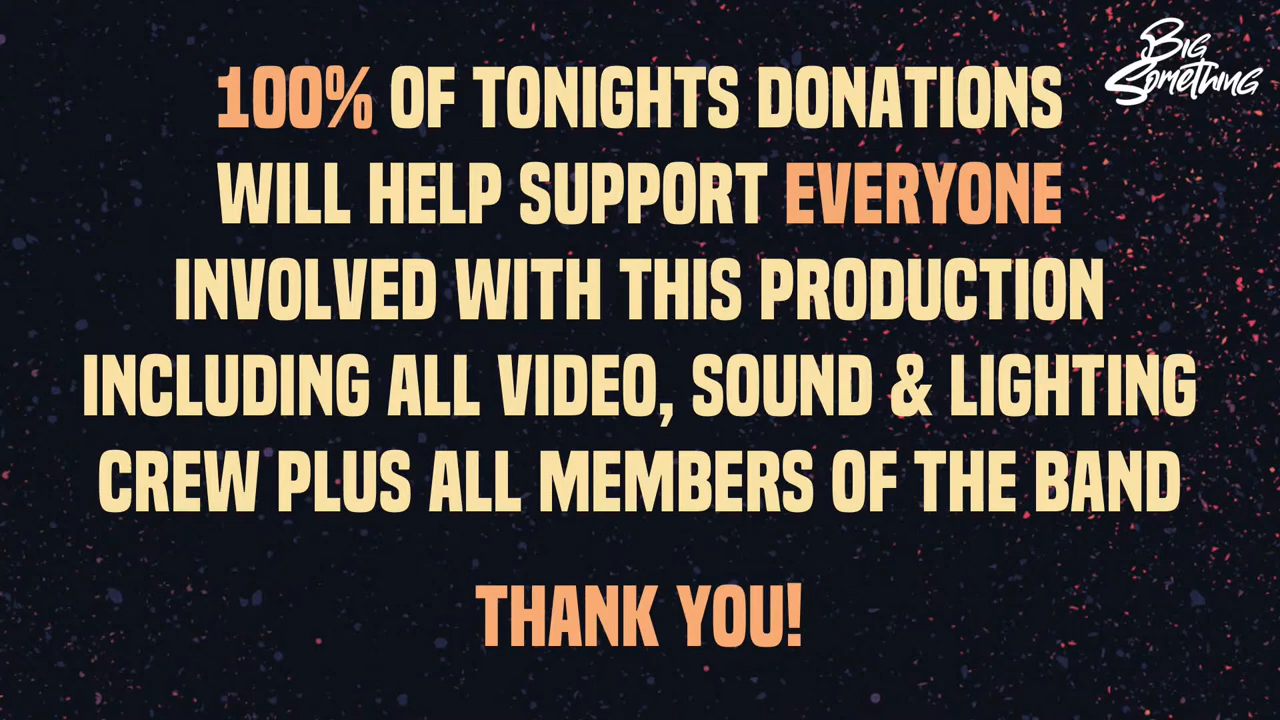 BIG
SOMETHING
100% OF TONIGHTS DONATIONS
WILL HELP SUPPORT EVERYONE
INVOLVED WITH THIS PRODUCTION
INCLUDING ALL VIDEO, SOUND & LIGHTING
CREW PLUS ALL MEMBERS OF THE BAND
THANK YOU!